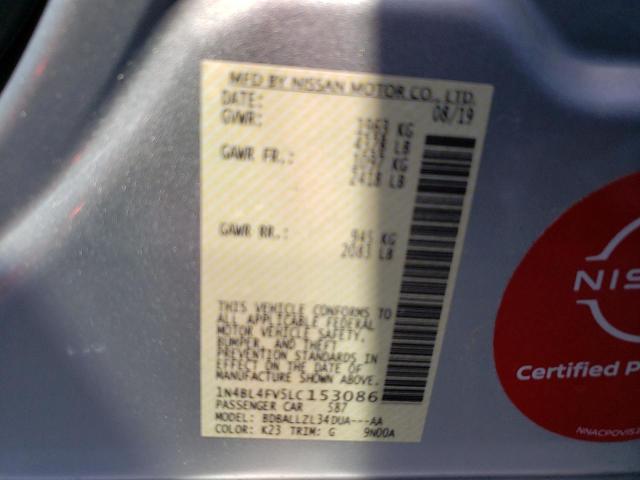 MFD BY NISSAN MOTOR CO., LTD.
DATE: 08/19
GVWR: 1963 KG
4328 LB
GAWR FR.: KG
2418 LB
GAWR RR.: 945 KG
2083 LB
THIS VEHICLE CONFORMS TO
ALL APPLICABLE FEDERAL
MOTOR VEHICLE SAFETY,
BUMPER, AND THEFT
PREVENTION STANDARDS IN
EFFECT ON THE DATE OF
MANUFACTURE SHOWN ABOVE.
1N4BL4FV5LC153086
PASSENGER CAR 587
MODEL: BDBALLZL34DUA---AA
COLOR: K23 TRIM: G 9N00A
NIS
Certified P